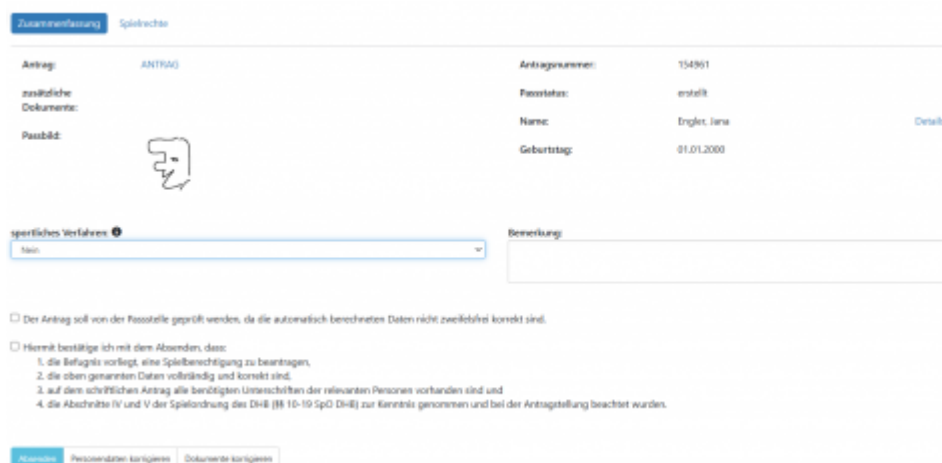 Zusammenfassung Spielrechte
Antrag: ANTRAG
zusätzliche
Dokumente:
Passbild:
Antragsnummer: 154961
Passstatus: erstellt
Name: Engler, Jana Details
Geburtstag: 01.01.2000
sportliches Verfahren:
Nein
Bemerkung:
Der Antrag soll von der Passstelle geprüft werden, da die automatisch berechneten Daten nicht zweifelsfrei korrekt sind.
Hiermit bestätige ich mit dem Absenden, dass:
1. die Befugnis vorliegt, eine Spielberechtigung zu beantragen,
2. die oben genannten Daten vollständig und korrekt sind,
3. auf dem schriftlichen Antrag alle benötigten Unterschriften der relevanten Personen vorhanden sind und
4. die Abschnitte IV und V der Spielordnung des DHB (§§ 10-19 SpO DHB) zur Kenntnis genommen und bei der Antragstellung beachtet wurden.
Absenden Personendaten korrigieren Dokumente korrigieren